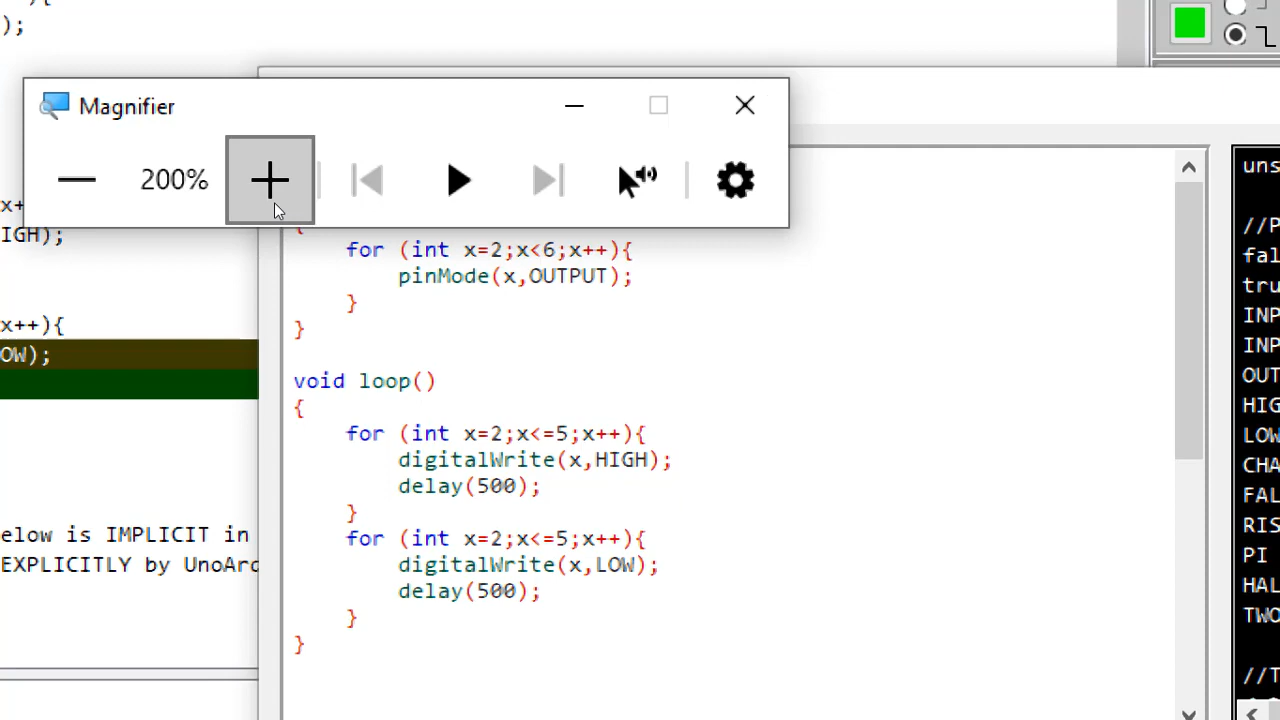 );
Magnifier
200%
x+
IGH);
x++){
OW);
elow is IMPLICIT in
EXPLICITLY by UnoArd
{
for (int x=2;x<6;x++){
pinMode(x,OUTPUT);
}
}
void loop()
{
for (int x=2;x<=5;x++){
digitalWrite(x,HIGH);
delay(500);
}
for (int x=2;x<=5;x++){
digitalWrite(x,LOW);
delay(500);
}
}
uns
//P
fal
tru
INP
INP
OUT
HIG
LOW
CHA
FAL
RIS
PI
HAL
TWO
//T